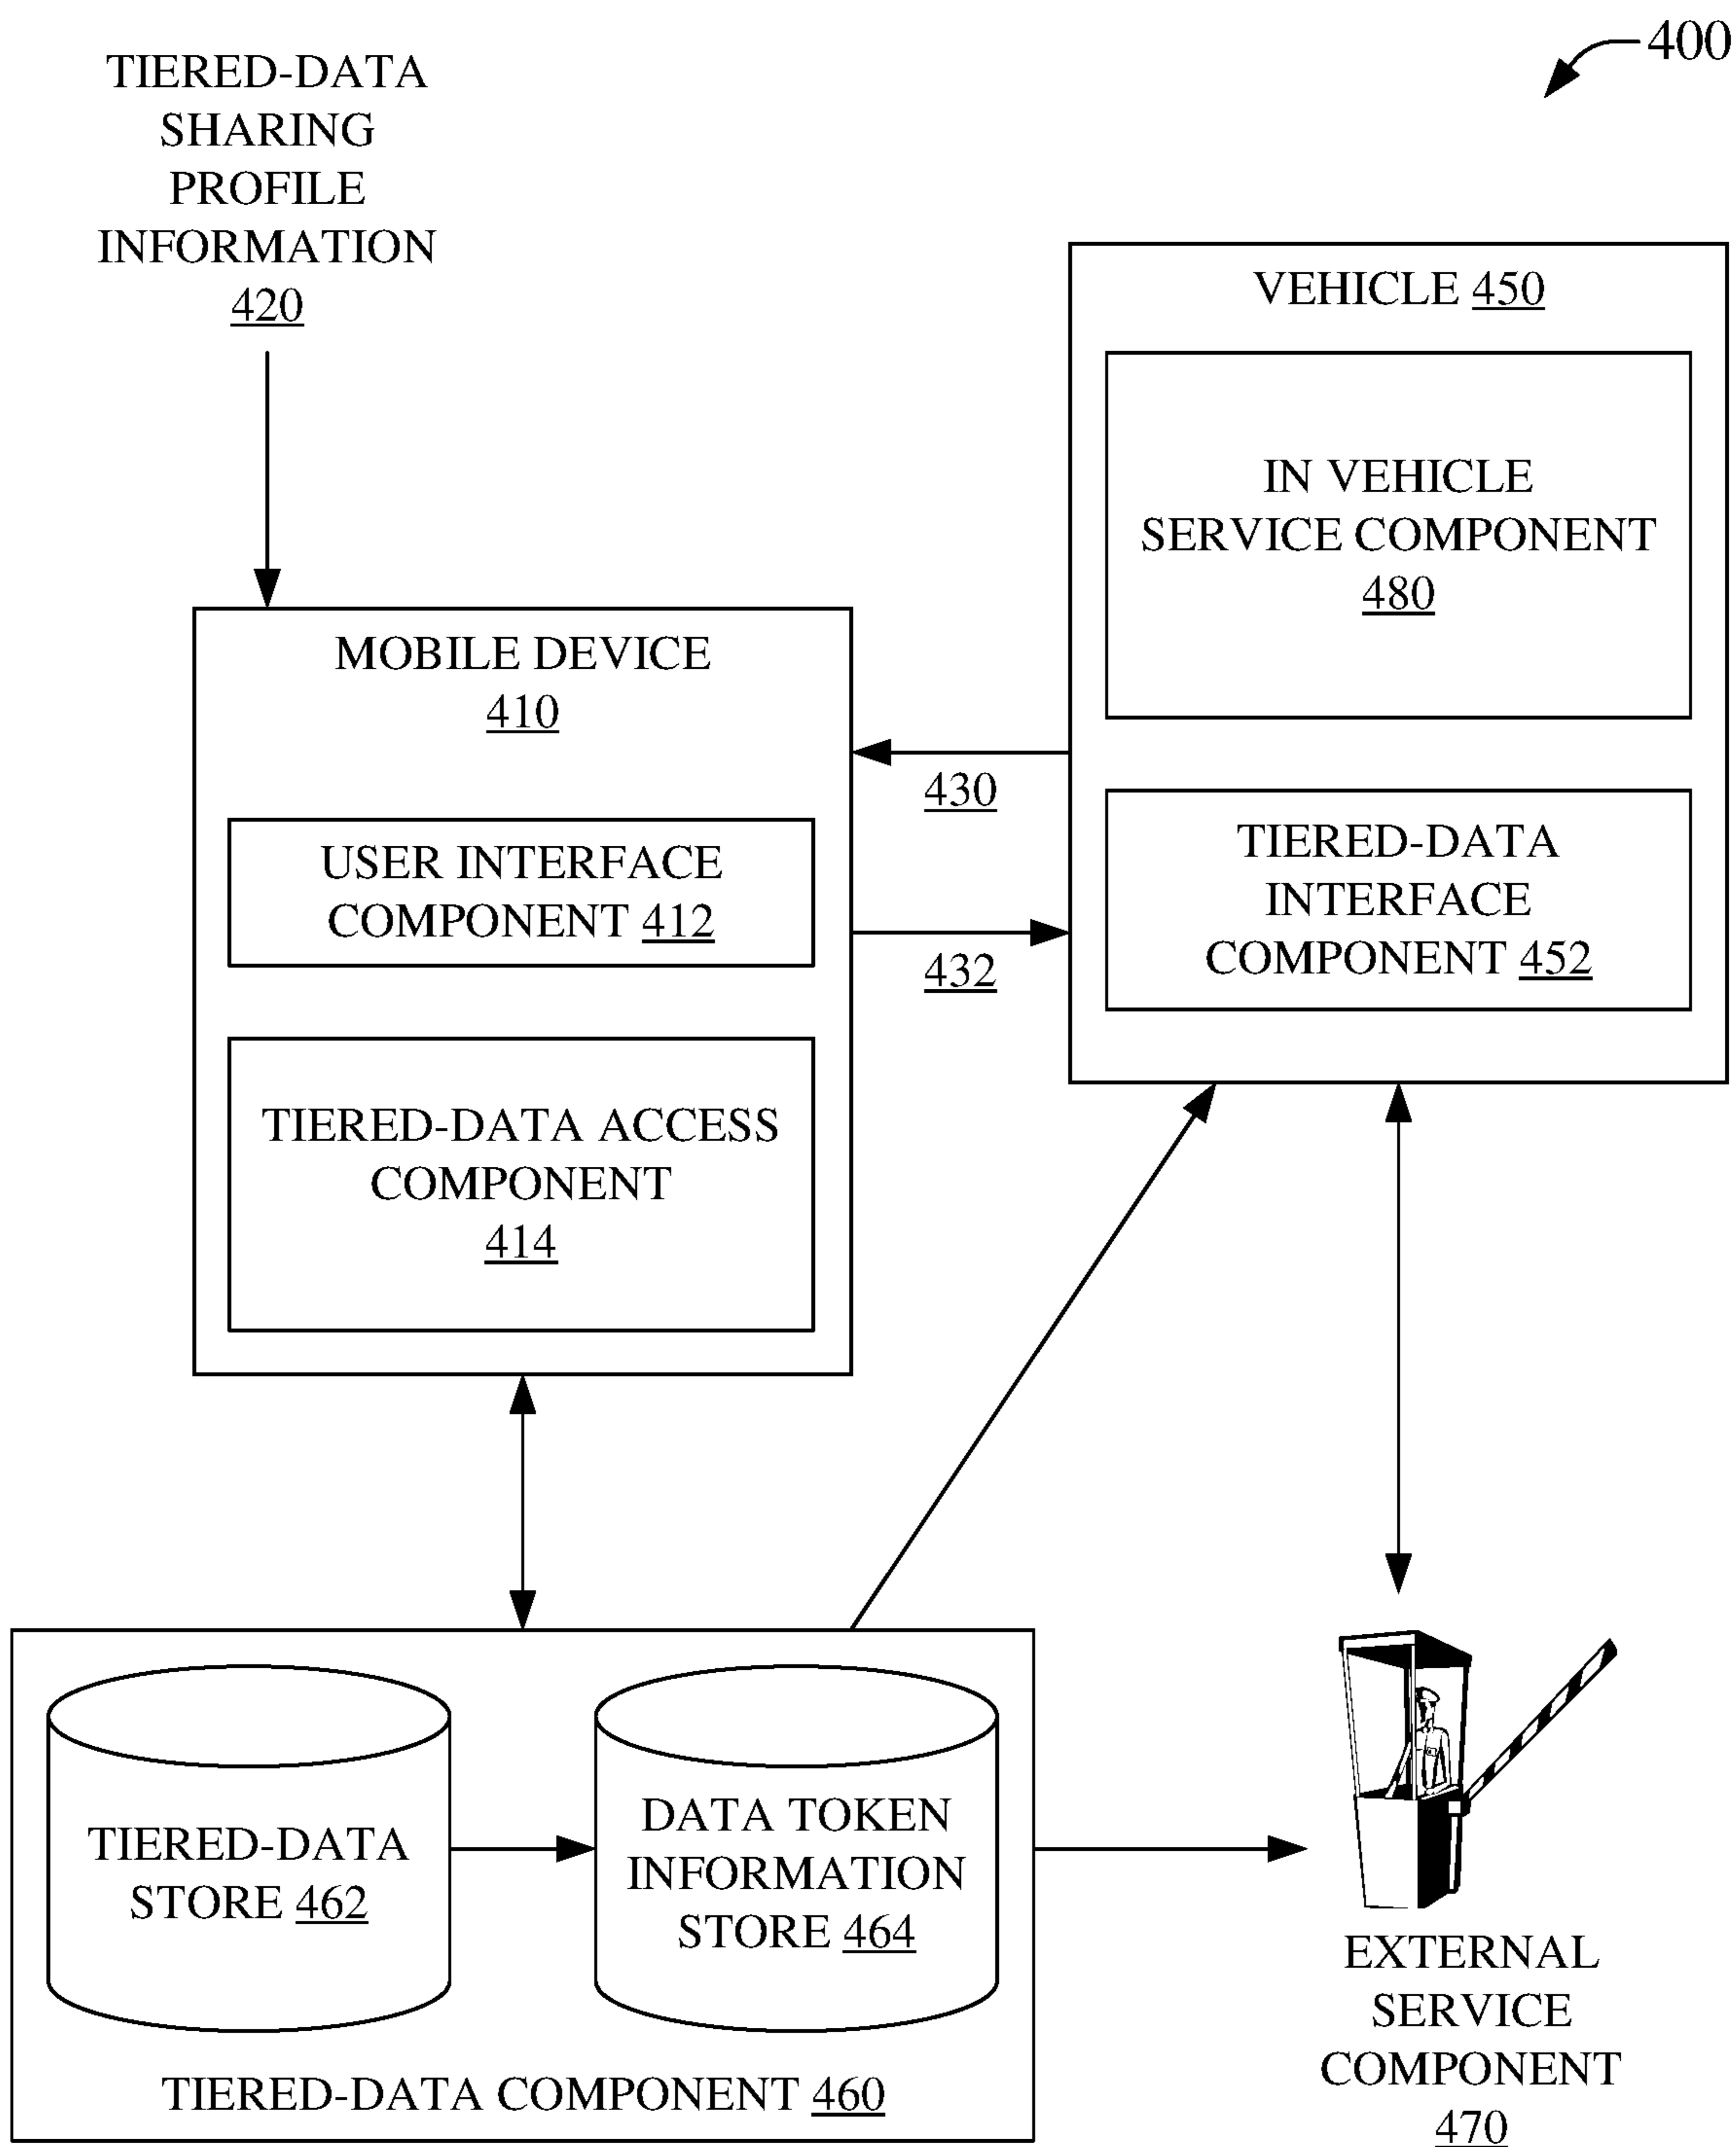 400
TIERED-DATA
SHARING
PROFILE
INFORMATION
420
VEHICLE 450
IN VEHICLE
SERVICE COMPONENT
480
MOBILE DEVICE
410
430
USER INTERFACE
COMPONENT 412
432
TIERED-DATA
INTERFACE
COMPONENT 452
TIERED-DATA ACCESS
COMPONENT
414
TIERED-DATA
STORE 462
DATA TOKEN
INFORMATION
STORE 464
TIERED-DATA COMPONENT 460
EXTERNAL
SERVICE
COMPONENT
470